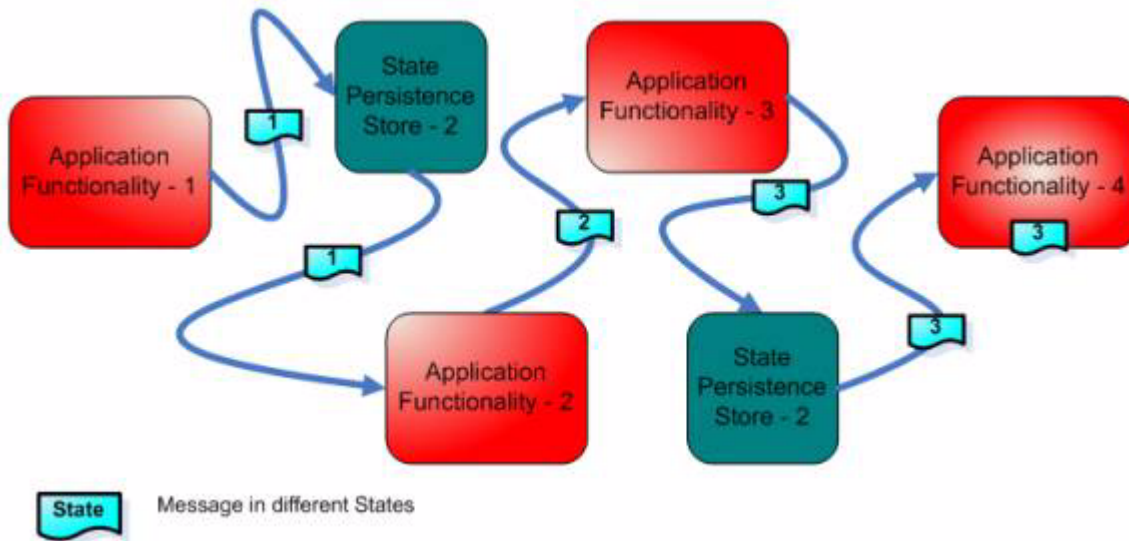 Application
Functionality - 1
1
State
Persistence
Store - 2
1
Application
Functionality - 2
2
Application
Functionality - 3
3
State
Persistence
Store - 2
3
Application
Functionality - 4
3
State
Message in different States